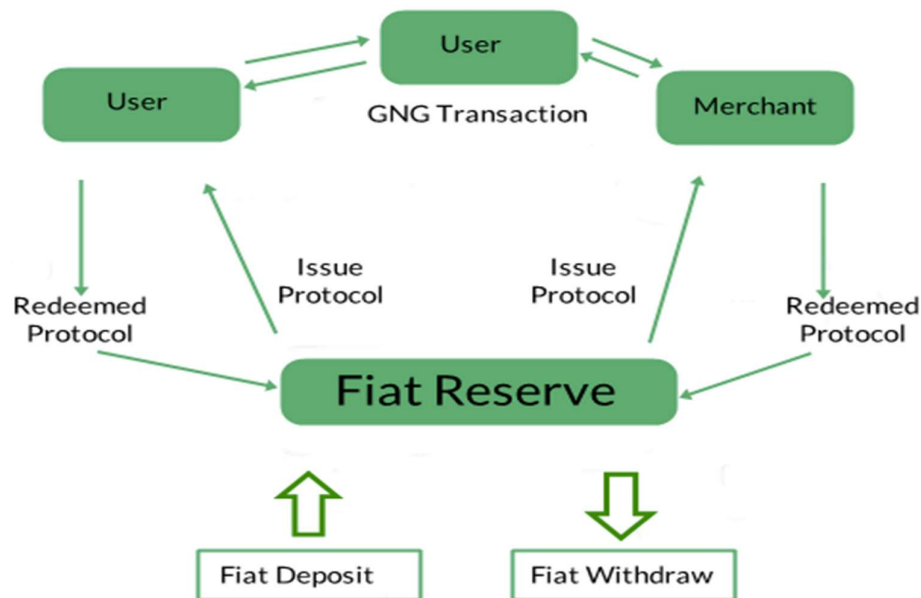 User
User
GNG Transaction
Merchant
Issue
Protocol
Issue
Protocol
Redeemed
Protocol
Redeemed
Protocol
Fiat Reserve
Fiat Deposit
Fiat Withdraw